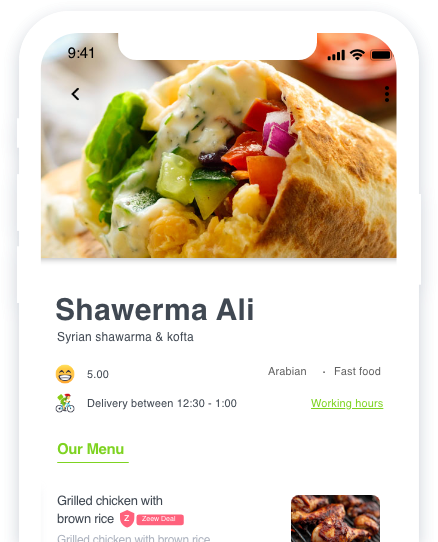 9:41
Shawerma Ali
Syrian shawarma & kofta
5.00
Arabian · Fast food
Delivery between 12:30 - 1:00
Working hours
Our Menu
Grilled chicken with
brown rice Z Zeew Deal
Grilled chicken with brown rice